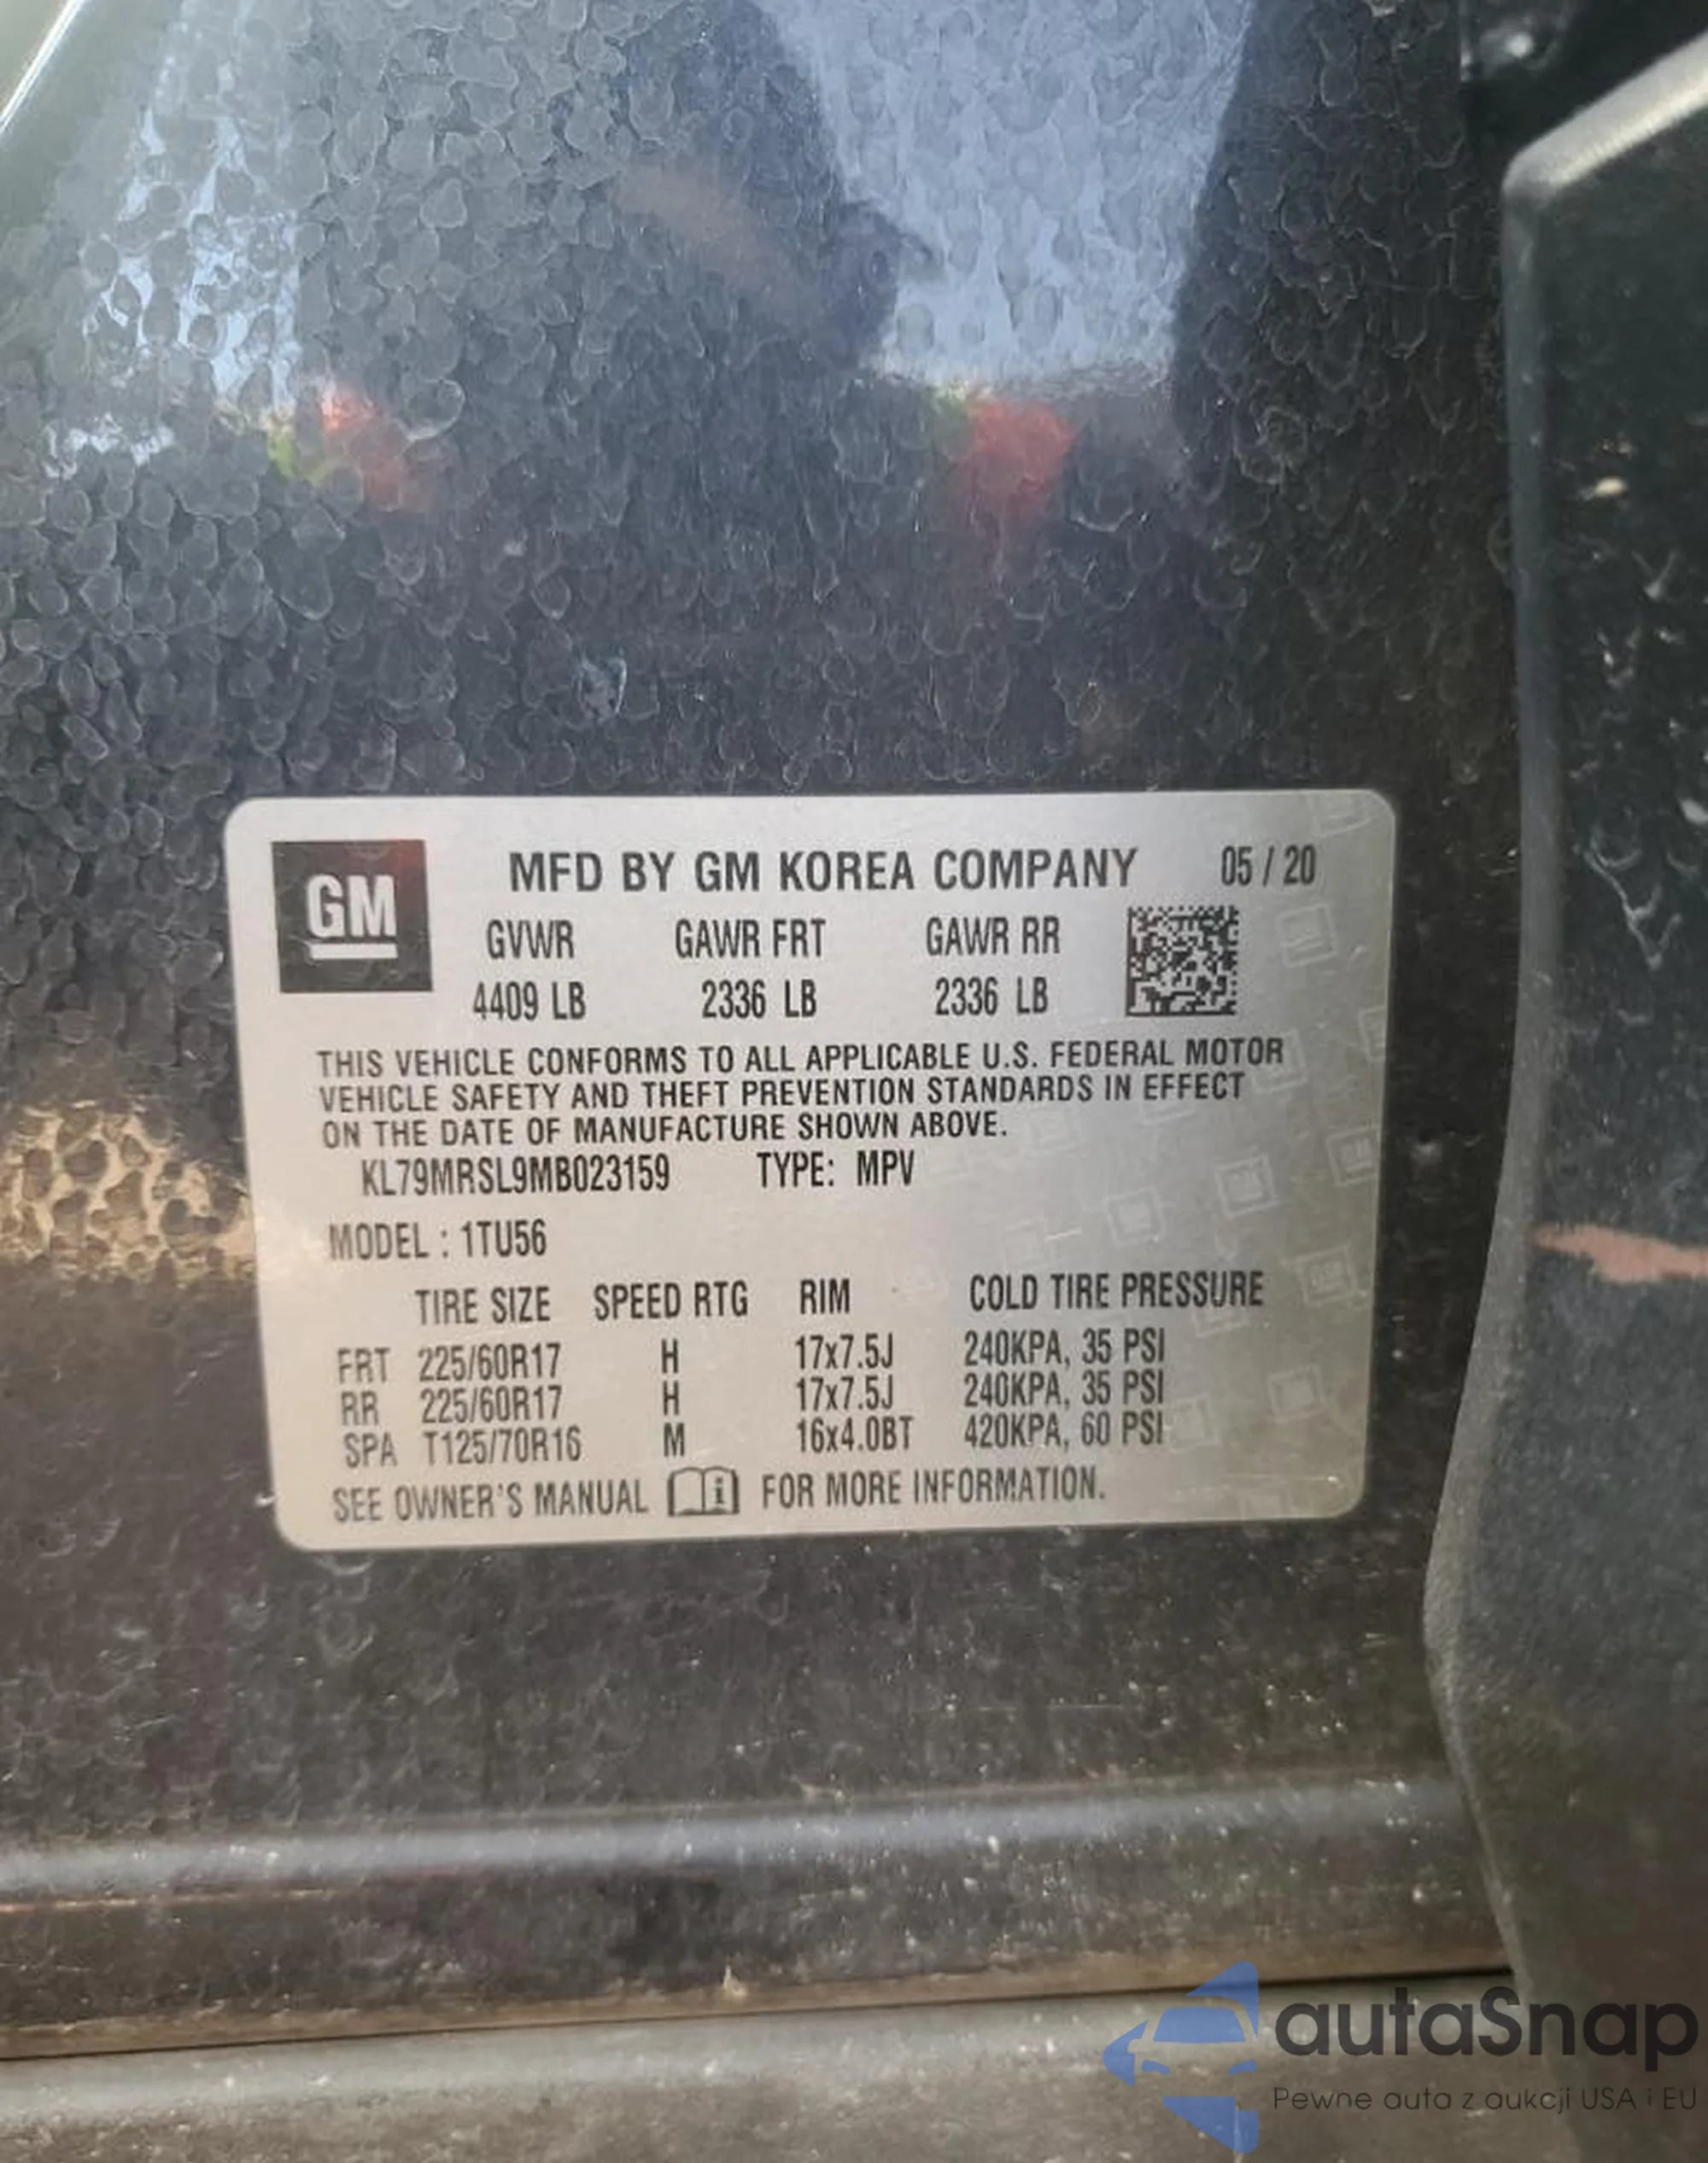 GM
MFD BY GM KOREA COMPANY 05 / 20
GVWR GAWR FRT GAWR RR
4409 LB 2336 LB 2336 LB
THIS VEHICLE CONFORMS TO ALL APPLICABLE U.S. FEDERAL MOTOR
VEHICLE SAFETY AND THEFT PREVENTION STANDARDS IN EFFECT
ON THE DATE OF MANUFACTURE SHOWN ABOVE.
KL79MRSL9MB023159 TYPE: MPV
MODEL : 1TU56
TIRE SIZE SPEED RTG RIM COLD TIRE PRESSURE
FRT 225/60R17 H 17x7.5J 240KPA, 35 PSI
RR 225/60R17 H 17x7.5J 240KPA, 35 PSI
SPA T125/70R16 M 16x4.0BT 420KPA, 60 PSI
SEE OWNER'S MANUAL i FOR MORE INFORMATION.
autaSnap
Pewne auta z aukcji USA i EU